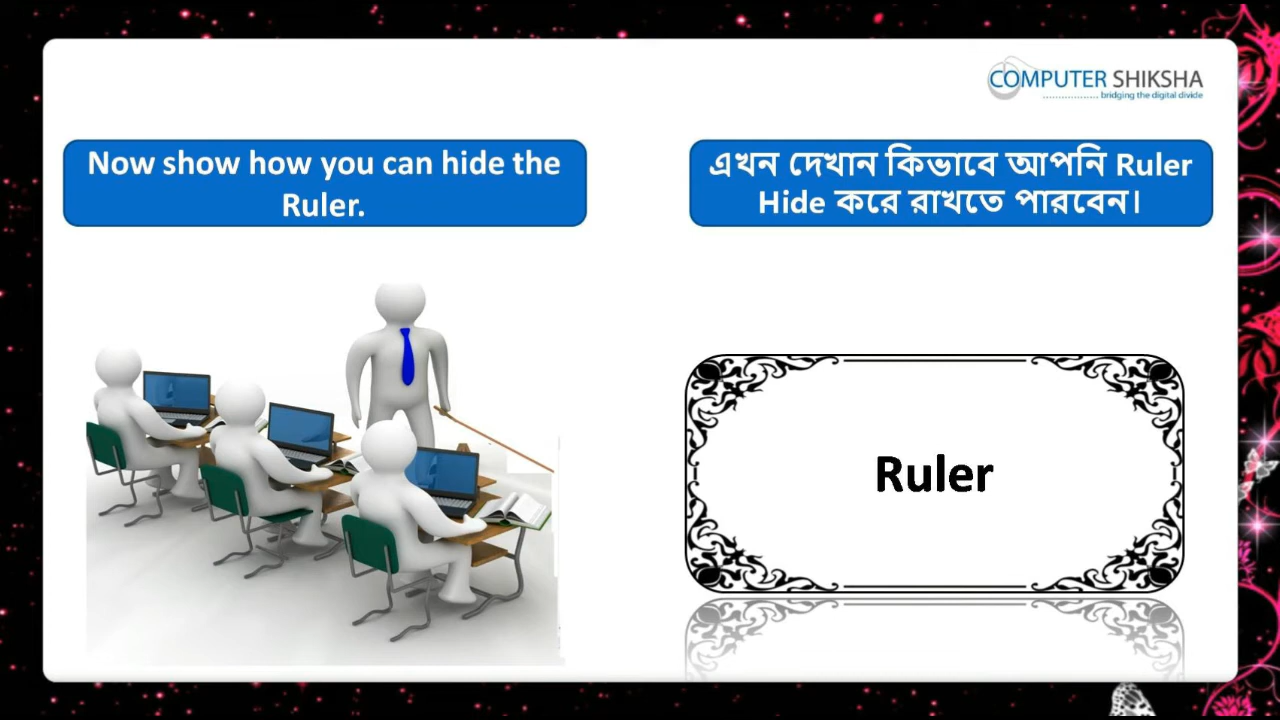 COMPUTER SHIKSHA
.................... bridging the digital divide
Now show how you can hide the
Ruler.
এখন দেখান কিভাবে আপনি Ruler
Hide করে রাখতে পারবেন।
Ruler